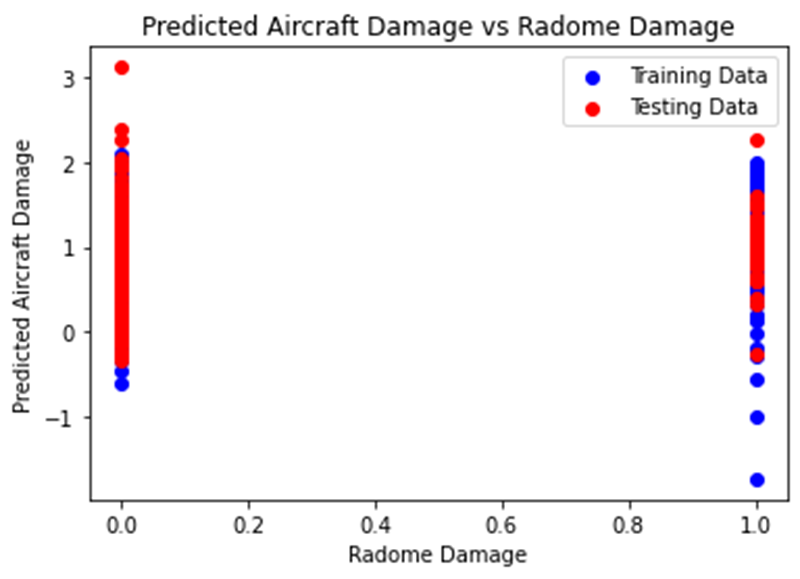 Predicted Aircraft Damage vs Radome Damage
Training Data
Testing Data
3
2
1
0
−1
Predicted Aircraft Damage
0.0 0.2 0.4 0.6 0.8 1.0
Radome Damage